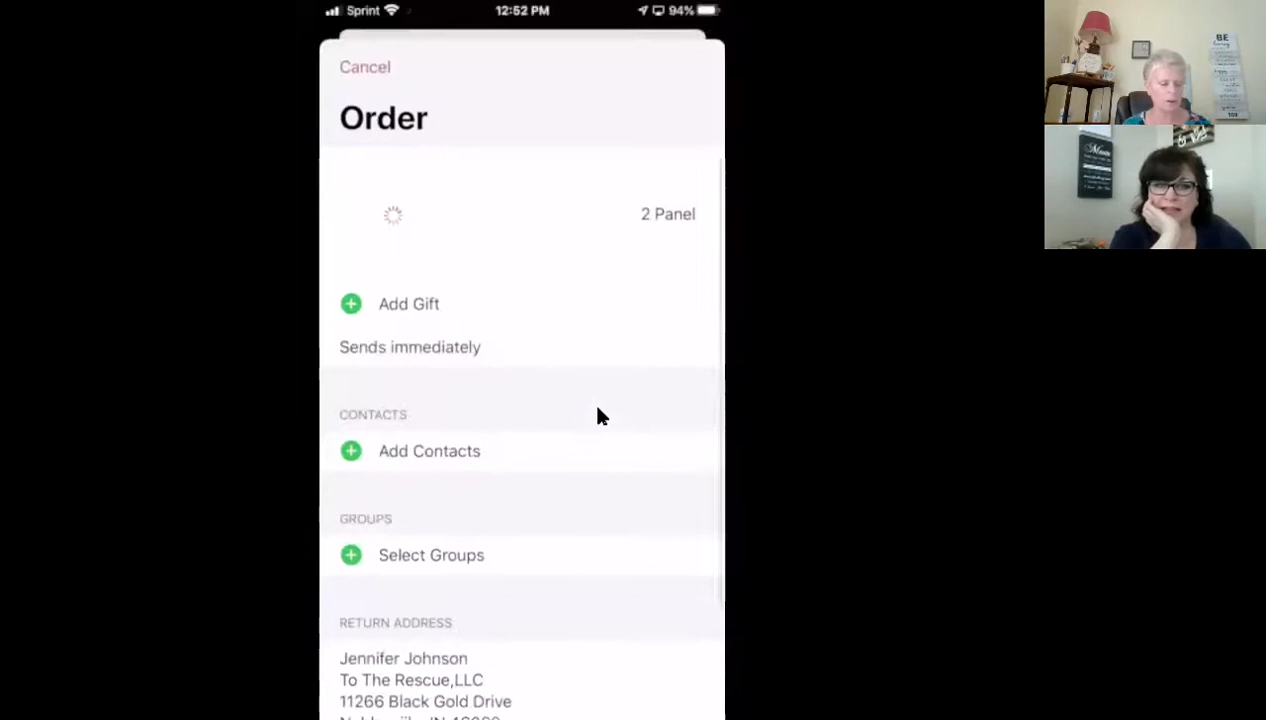 Sprint
12:52 PM
94%
Cancel
Order
2 Panel
Add Gift
Sends immediately
CONTACTS
Add Contacts
GROUPS
Select Groups
RETURN ADDRESS
Jennifer Johnson
To The Rescue,LLC
11266 Black Gold Drive
BE